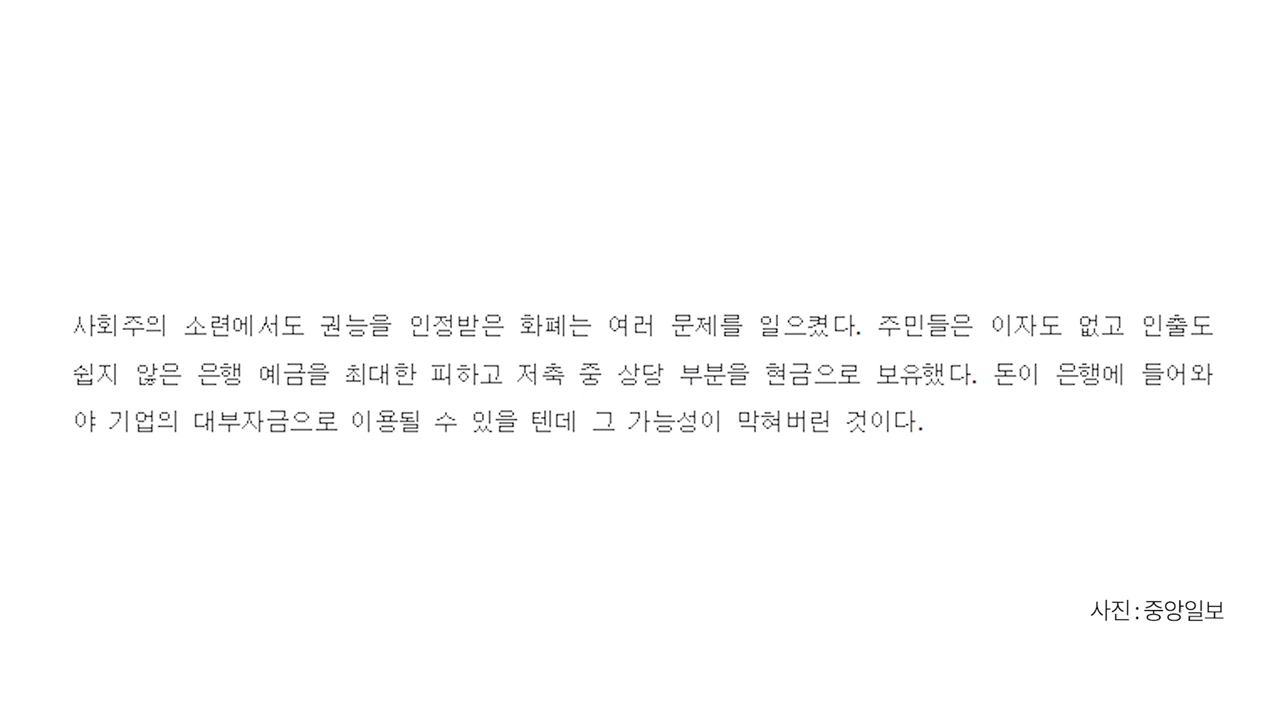 사회주의 소련에서도 권능을 인정받은 화폐는 여러 문제를 일으켰다. 주민들은 이자도 없고 인출도
쉽지 않은 은행 예금을 최대한 피하고 저축 중 상당 부분을 현금으로 보유했다. 돈이 은행에 들어와
야 기업의 대부자금으로 이용될 수 있을 텐데 그 가능성이 막혀버린 것이다.
사진 : 중앙일보